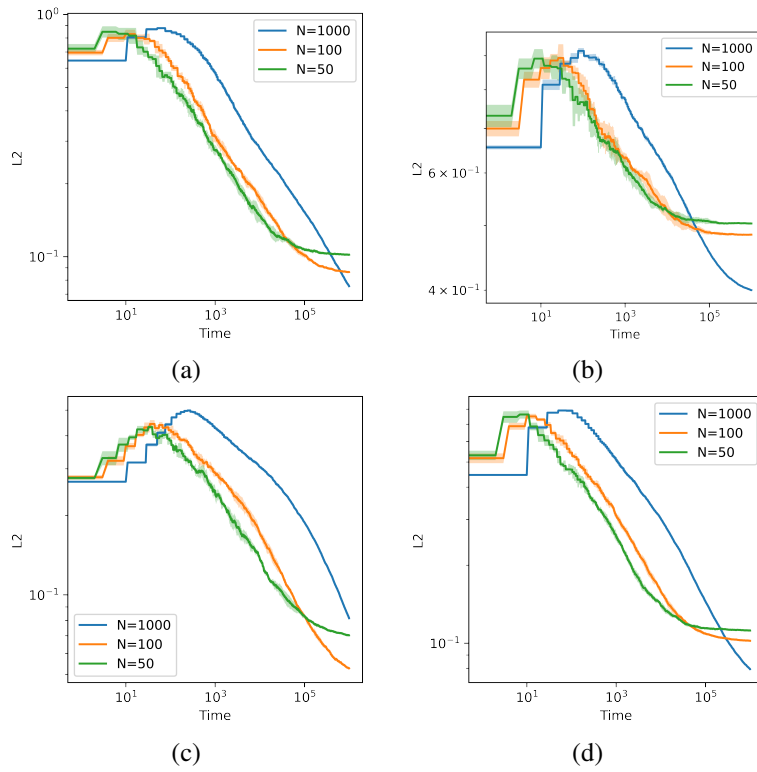 10⁰
10⁻¹
L2
N=1000
N=100
N=50
10¹ 10³ 10⁵
Time
(a)
6 × 10⁻¹
4 × 10⁻¹
L2
N=1000
N=100
N=50
10¹ 10³ 10⁵
Time
(b)
10⁻¹
L2
N=1000
N=100
N=50
10¹ 10³ 10⁵
Time
(c)
10⁻¹
L2
N=1000
N=100
N=50
10¹ 10³ 10⁵
Time
(d)